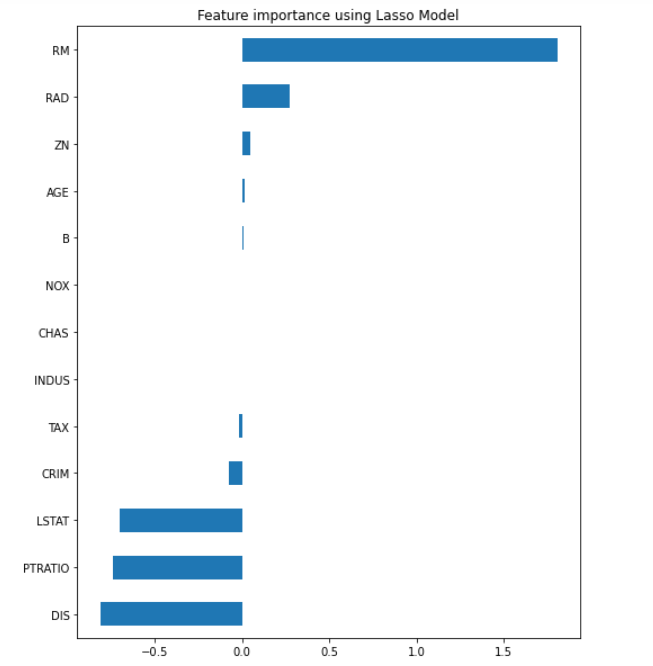 Feature importance using Lasso Model
RM
RAD
ZN
AGE
B
NOX
CHAS
INDUS
TAX
CRIM
LSTAT
PTRATIO
DIS
−0.5 0.0 0.5 1.0 1.5